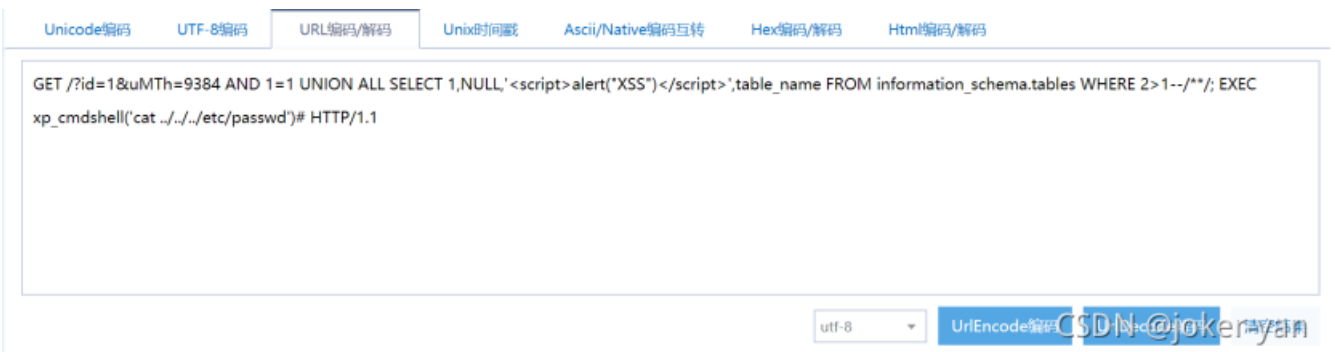 Unicode编码 UTF-8编码 URL编码/解码 Unix时间戳 Ascii/Native编码互转 Hex编码/解码 Html编码/解码
GET /?id=1&uMTh=9384 AND 1=1 UNION ALL SELECT 1,NULL,'<script>alert("XSS")</script>',table_name FROM information_schema.tables WHERE 2>1--/**/; EXEC
xp_cmdshell('cat ../../../etc/passwd')# HTTP/1.1
utf-8 UrlEncode编码
CSDN @joker-yan